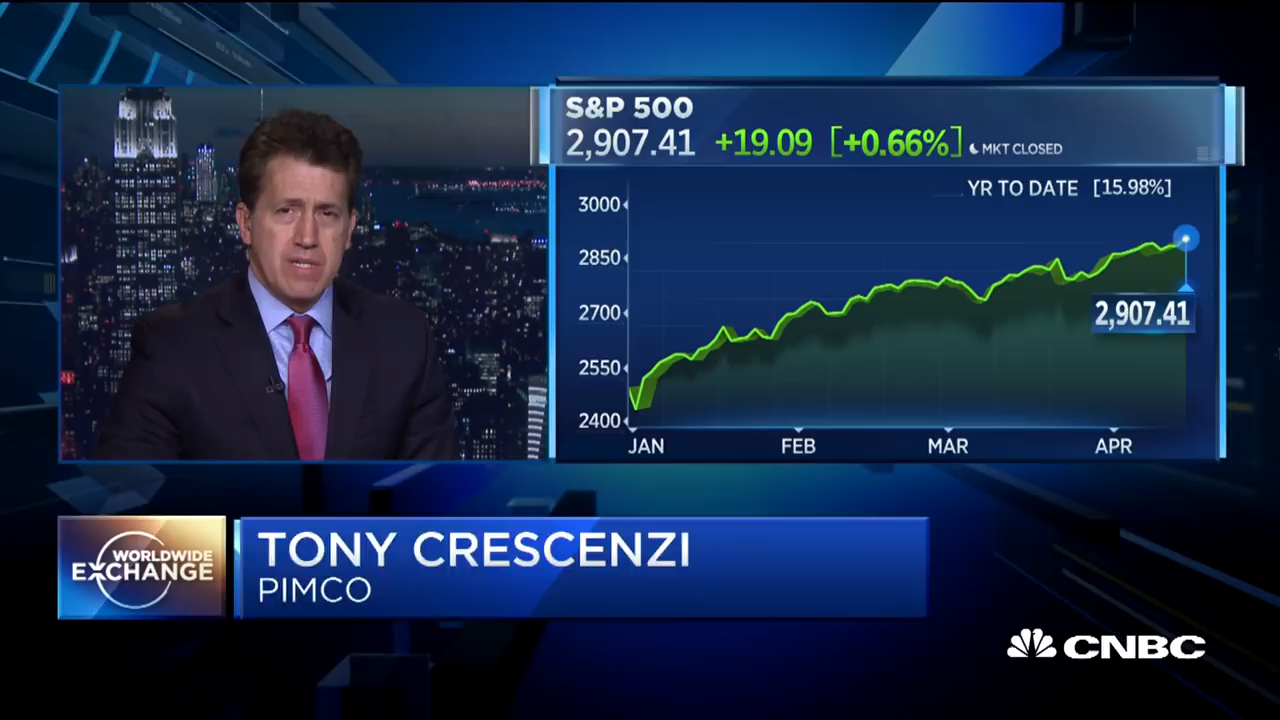 S&P 500
2,907.41 +19.09 [+0.66%] MKT CLOSED
YR TO DATE [15.98%]
3000
2850
2700
2550
2400
2,907.41
JAN FEB MAR APR
WORLDWIDE
EXCHANGE
TONY CRESCENZI
PIMCO
CNBC